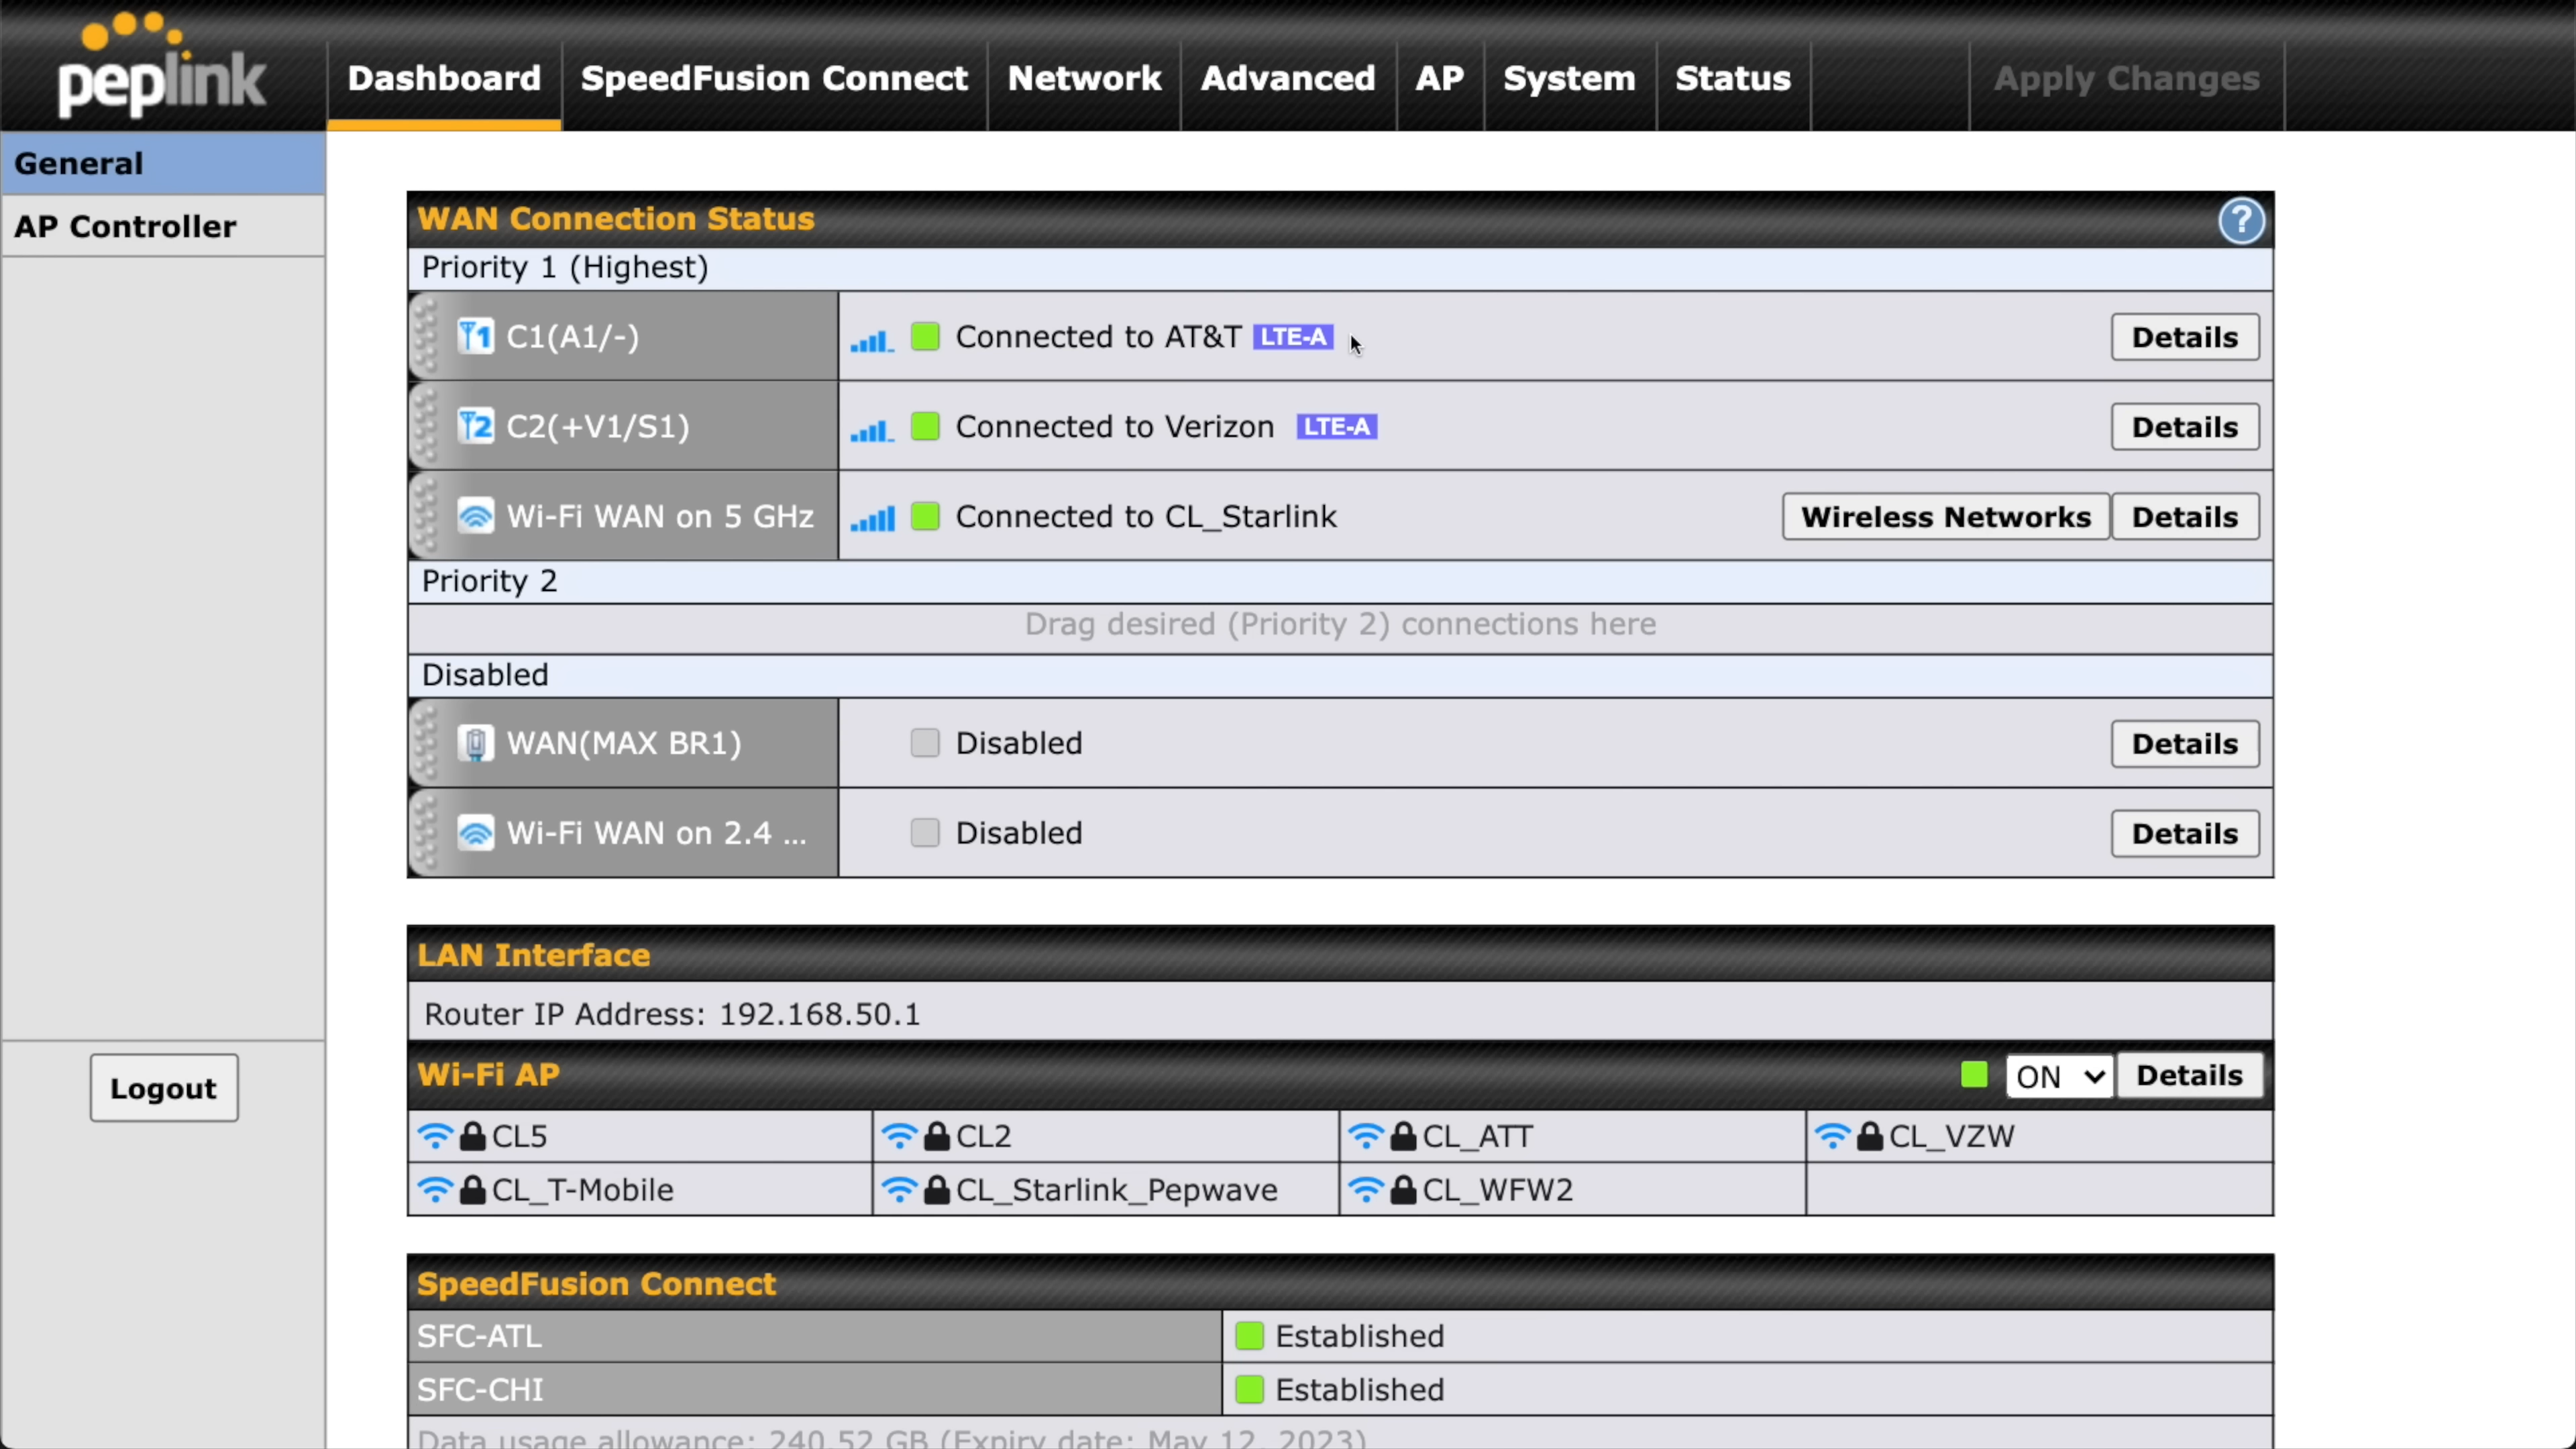 peplink
Dashboard SpeedFusion Connect Network Advanced AP System Status Apply Changes
General
AP Controller
WAN Connection Status ?
Priority 1 (Highest)
1 C1(A1/-) Connected to AT&T LTE-A Details
2 C2(+V1/S1) Connected to Verizon LTE-A Details
Wi-Fi WAN on 5 GHz Connected to CL_Starlink Wireless Networks Details
Priority 2
Drag desired (Priority 2) connections here
Disabled
WAN(MAX BR1) Disabled Details
Wi-Fi WAN on 2.4 ... Disabled Details
LAN Interface
Router IP Address: 192.168.50.1
Wi-Fi AP ON Details
Logout
CL5 CL2 CL_ATT CL_VZW
CL_T-Mobile CL_Starlink_Pepwave CL_WFW2
SpeedFusion Connect
SFC-ATL Established
SFC-CHI Established
Data usage allowance: 240.52 GB (Expiry date: May 12, 2023)